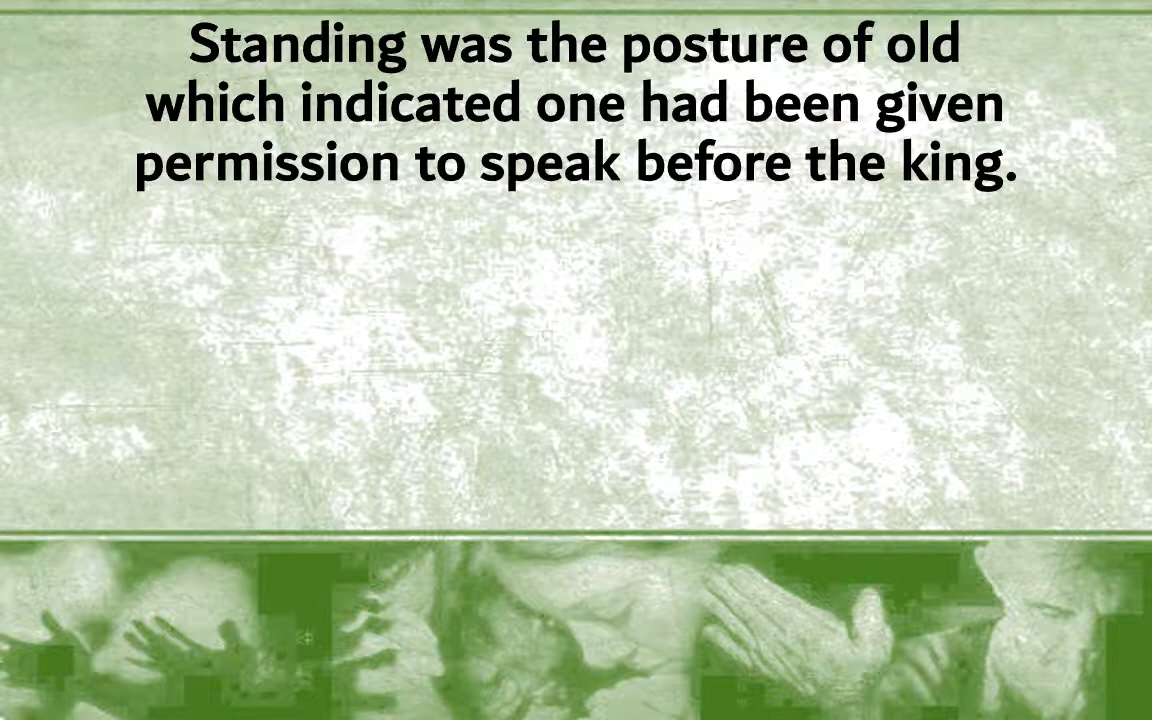 Standing was the posture of old
which indicated one had been given
permission to speak before the king.